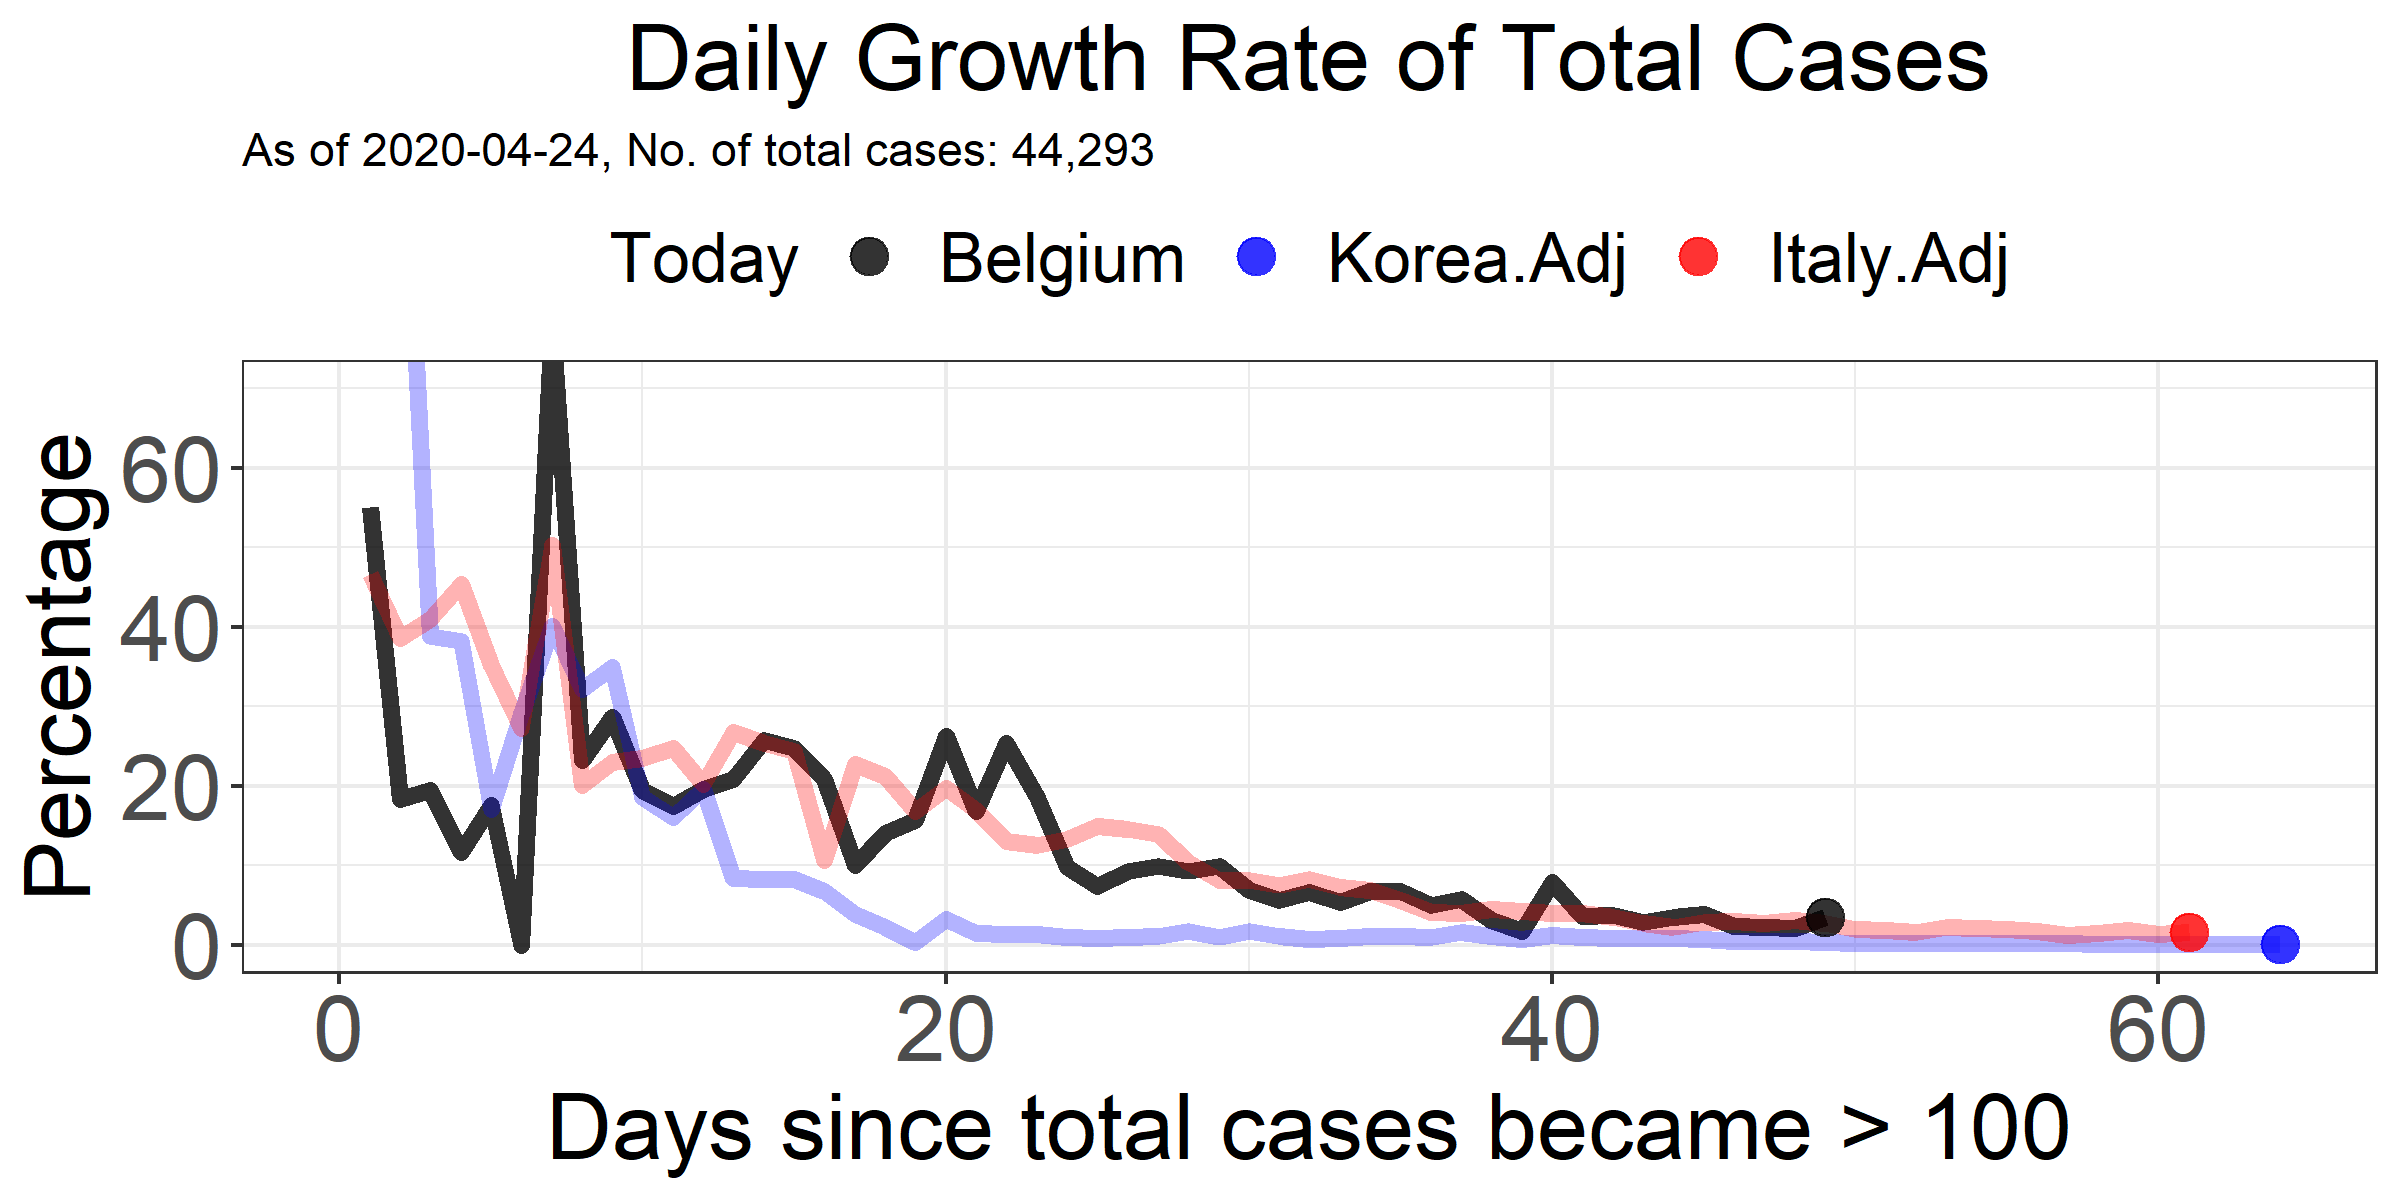 Daily Growth Rate of Total Cases
As of 2020-04-24, No. of total cases: 44,293
Today Belgium Korea.Adj Italy.Adj
Percentage
60
40
20
0
0 20 40 60
Days since total cases became > 100